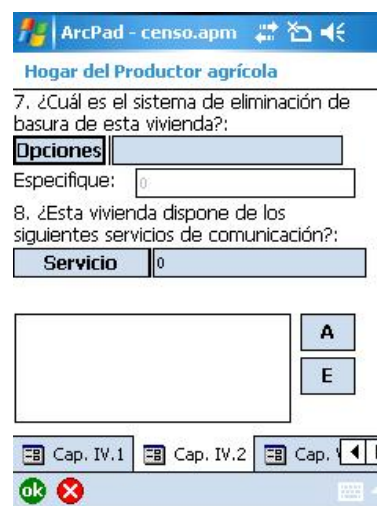 ArcPad - censo.apm
Hogar del Productor agrícola
7. ¿Cuál es el sistema de eliminación de
basura de esta vivienda?:
Opciones
Especifique: 0
8. ¿Esta vivienda dispone de los
siguientes servicios de comunicación?:
Servicio 0
A
E
Cap. IV.1 Cap. IV.2 Cap.
ok